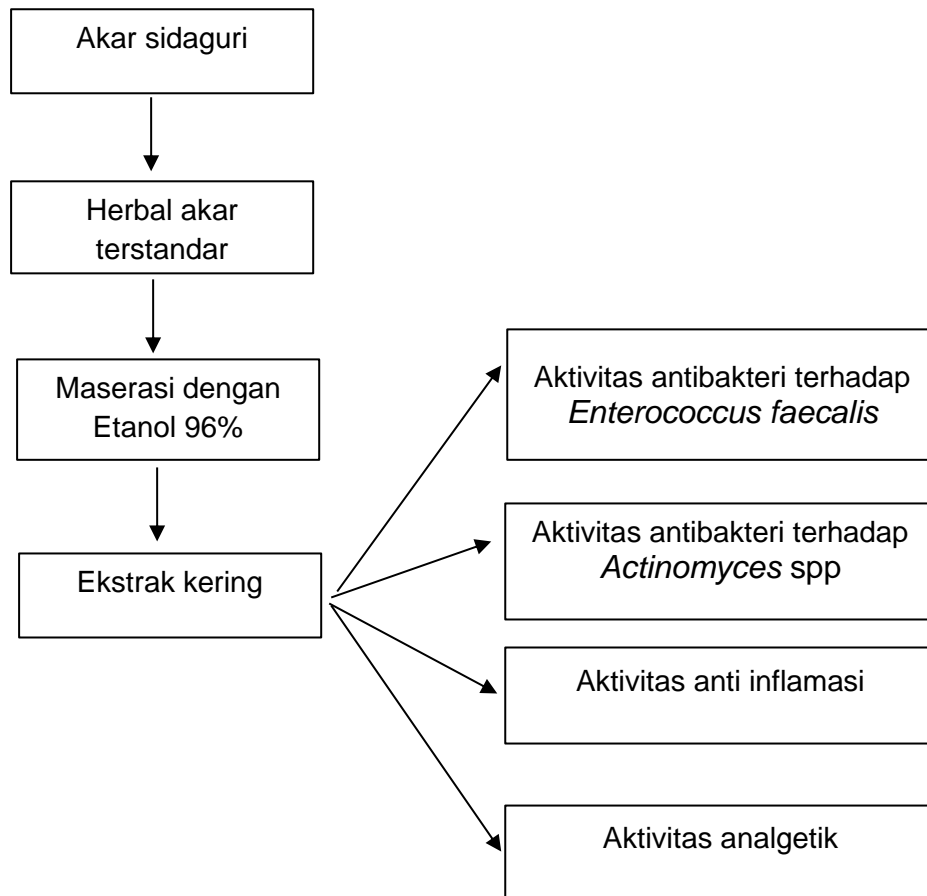 Akar sidaguri
Herbal akar
terstandar
Maserasi dengan
Etanol 96%
Ekstrak kering
Aktivitas antibakteri terhadap
Enterococcus faecalis
Aktivitas antibakteri terhadap
Actinomyces spp
Aktivitas anti inflamasi
Aktivitas analgetik